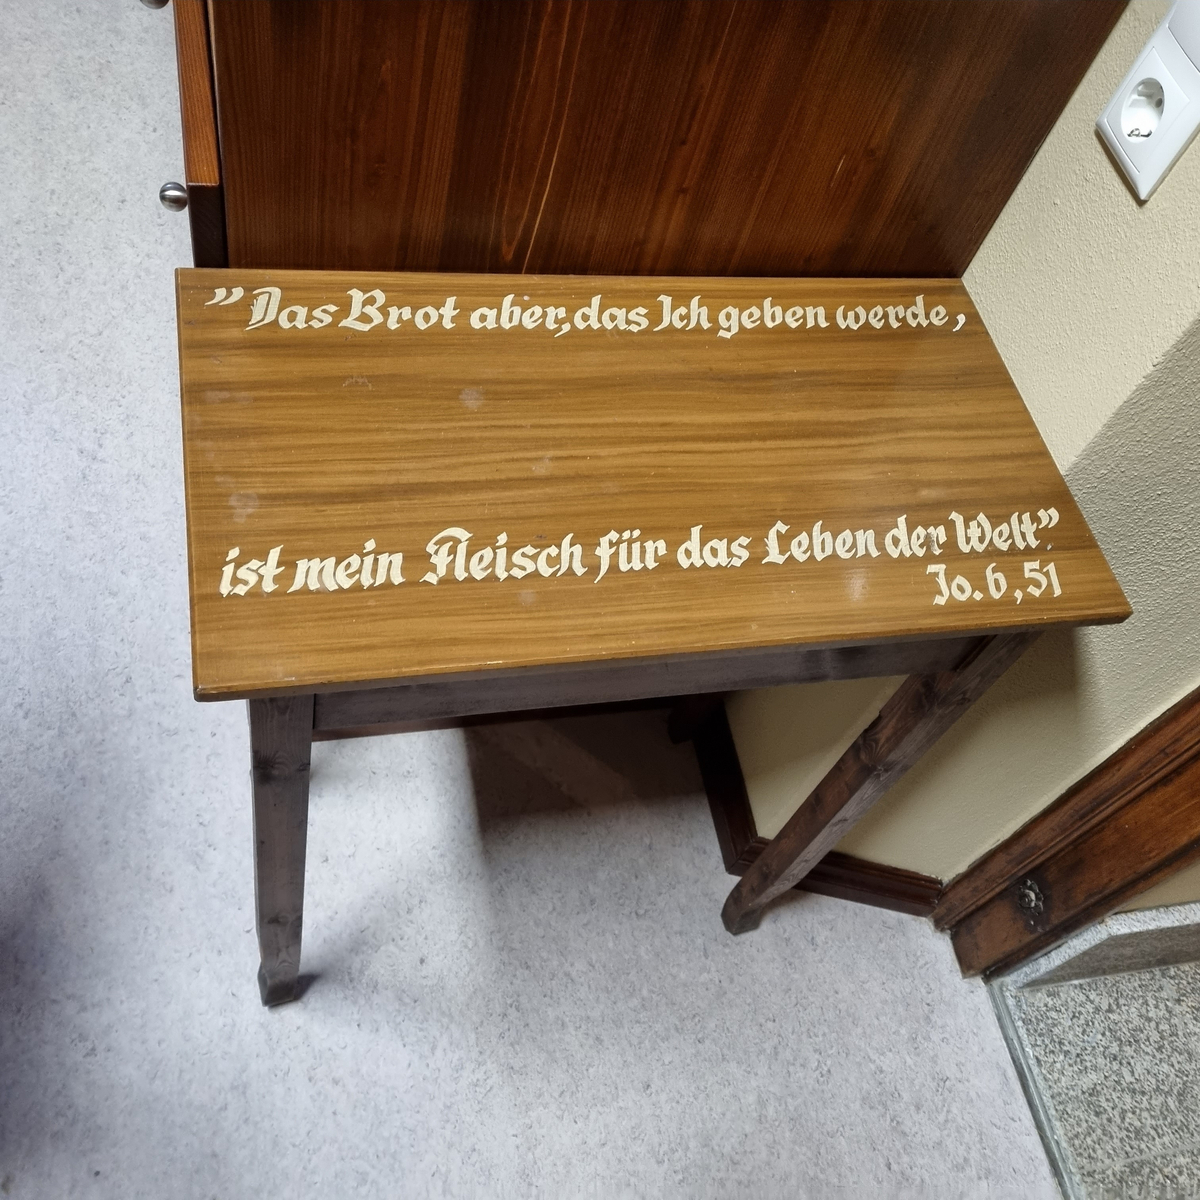 "Das Brot aber, das Ich geben werde,
ist mein Fleisch für das Leben der Welt".
Jo. 6, 51